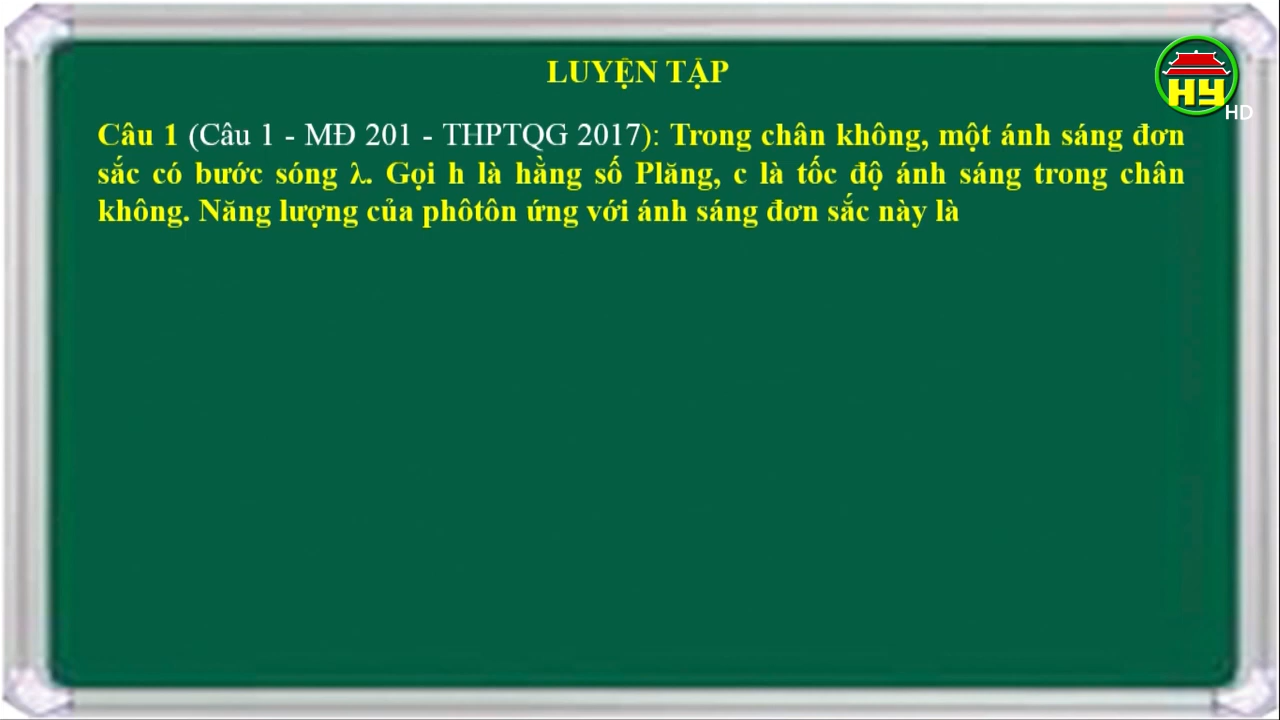 LUYỆN TẬP
HY
HD
Câu 1 (Câu 1 - MĐ 201 - THPTQG 2017): Trong chân không, một ánh sáng đơn
sắc có bước sóng λ. Gọi h là hằng số Plăng, c là tốc độ ánh sáng trong chân
không. Năng lượng của phôtôn ứng với ánh sáng đơn sắc này là